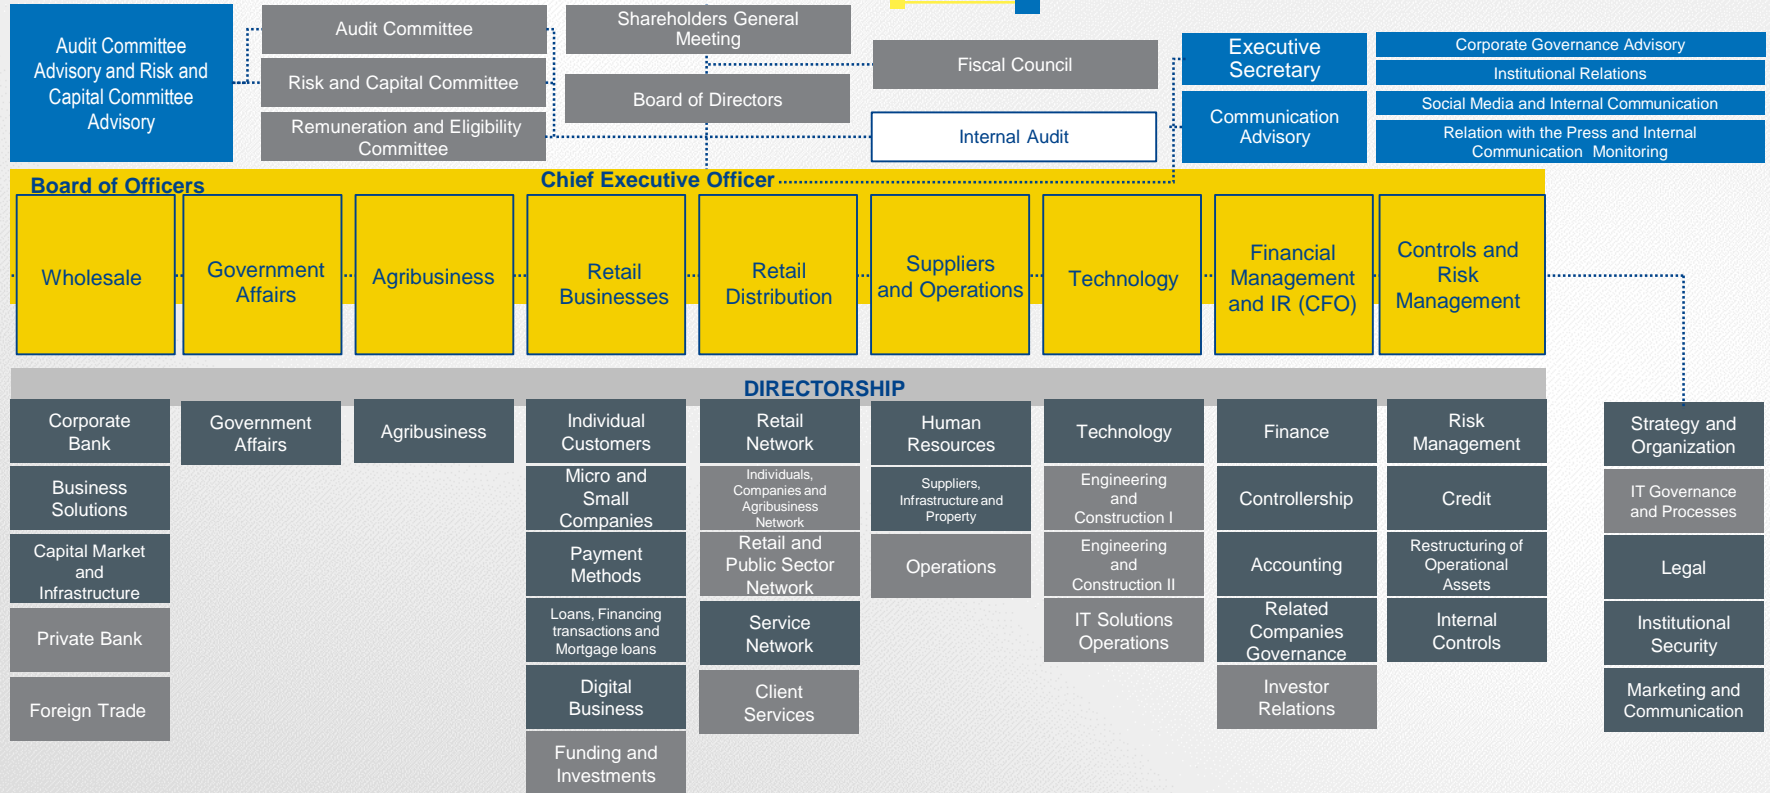 Audit Committee
Advisory and Risk and
Capital Committee
Advisory
Audit Committee
Risk and Capital Committee
Remuneration and Eligibility
Committee
Shareholders General
Meeting
Board of Directors
Fiscal Council
Internal Audit
Executive
Secretary
Communication
Advisory
Corporate Governance Advisory
Institutional Relations
Social Media and Internal Communication
Relation with the Press and Internal
Communication Monitoring
Board of Officers
Chief Executive Officer
Wholesale
Government
Affairs
Agribusiness
Retail
Businesses
Retail
Distribution
Suppliers
and Operations
Technology
Financial
Management
and IR (CFO)
Controls and
Risk
Management
DIRECTORSHIP
Corporate
Bank
Business
Solutions
Capital Market
and
Infrastructure
Private Bank
Foreign Trade
Government
Affairs
Agribusiness
Individual
Customers
Micro and
Small
Companies
Payment
Methods
Loans, Financing
transactions and
Mortgage loans
Digital
Business
Funding and
Investments
Retail
Network
Individuals,
Companies and
Agribusiness
Network
Retail and
Public Sector
Network
Service
Network
Client
Services
Human
Resources
Suppliers,
Infrastructure and
Property
Operations
Technology
Engineering
and
Construction I
Engineering
and
Construction II
IT Solutions
Operations
Finance
Controllership
Accounting
Related
Companies
Governance
Investor
Relations
Risk
Management
Credit
Restructuring of
Operational
Assets
Internal
Controls
Strategy and
Organization
IT Governance
and Processes
Legal
Institutional
Security
Marketing and
Communication